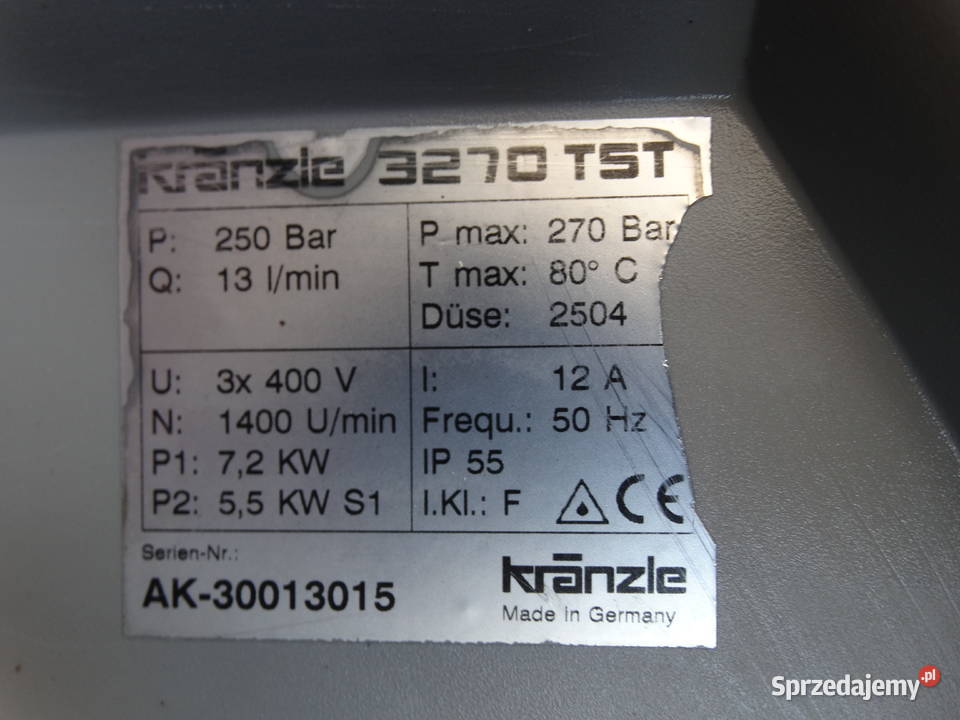 Kränzle 3270 TST
P: 250 Bar
Q: 13 l/min
P max: 270 Bar
T max: 80° C
Düse: 2504
U: 3x 400 V
N: 1400 U/min
P1: 7,2 KW
P2: 5,5 KW S1
I: 12 A
Frequ.: 50 Hz
IP 55
I.Kl.: F CE
Serien-Nr.:
AK-30013015
Kränzle
Made in Germany
Sprzedajemy.pl